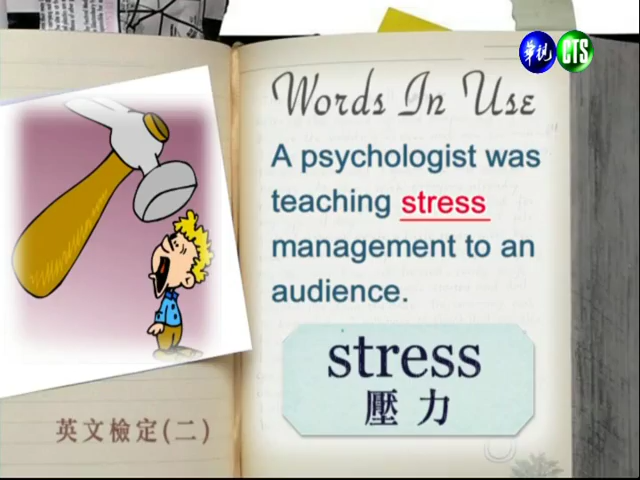 華視 CTS
Words In Use
A psychologist was
teaching stress
management to an
audience.
stress
壓力
英文檢定(二)